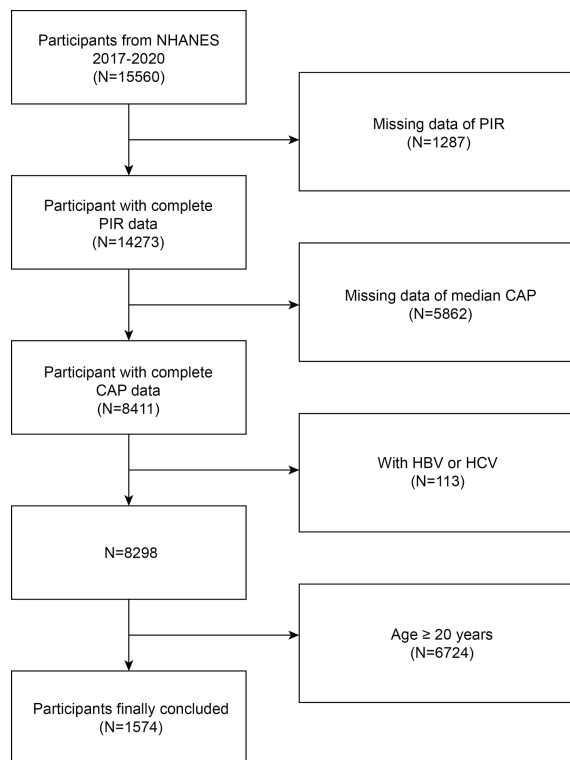 Participants from NHANES
2017-2020
(N=15560)
Missing data of PIR
(N=1287)
Participant with complete
PIR data
(N=14273)
Missing data of median CAP
(N=5862)
Participant with complete
CAP data
(N=8411)
With HBV or HCV
(N=113)
N=8298
Age ≥ 20 years
(N=6724)
Participants finally concluded
(N=1574)